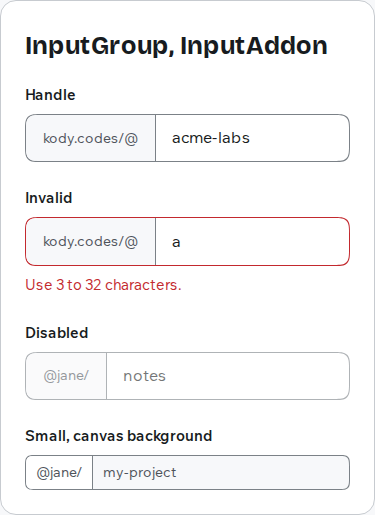 InputGroup, InputAddon
Handle
kody.codes/@ acme-labs
Invalid
kody.codes/@ a
Use 3 to 32 characters.
Disabled
@jane/ notes
Small, canvas background
@jane/ my-project